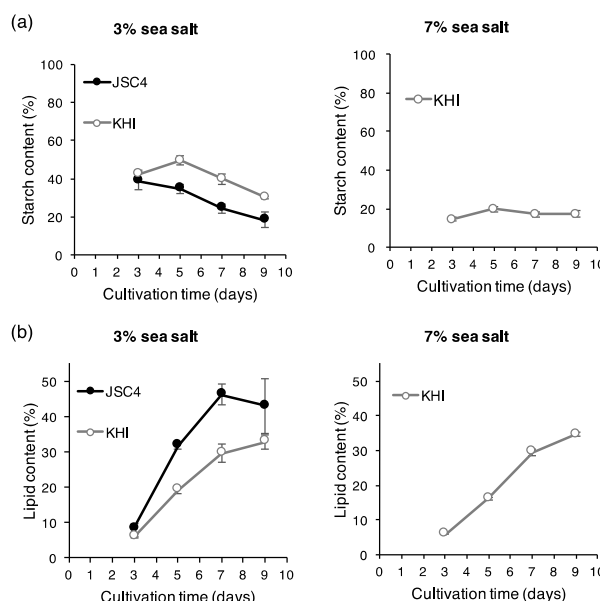 (a)
3% sea salt
7% sea salt
Starch content (%)
100
80
60
40
20
0
JSC4
KHI
0 1 2 3 4 5 6 7 8 9 10
Cultivation time (days)
Starch content (%)
100
80
60
40
20
0
KHI
0 1 2 3 4 5 6 7 8 9 10
Cultivation time (days)
(b)
3% sea salt
7% sea salt
Lipid content (%)
50
40
30
20
10
0
JSC4
KHI
0 1 2 3 4 5 6 7 8 9 10
Cultivation time (days)
Lipid content (%)
50
40
30
20
10
0
KHI
0 1 2 3 4 5 6 7 8 9 10
Cultivation time (days)